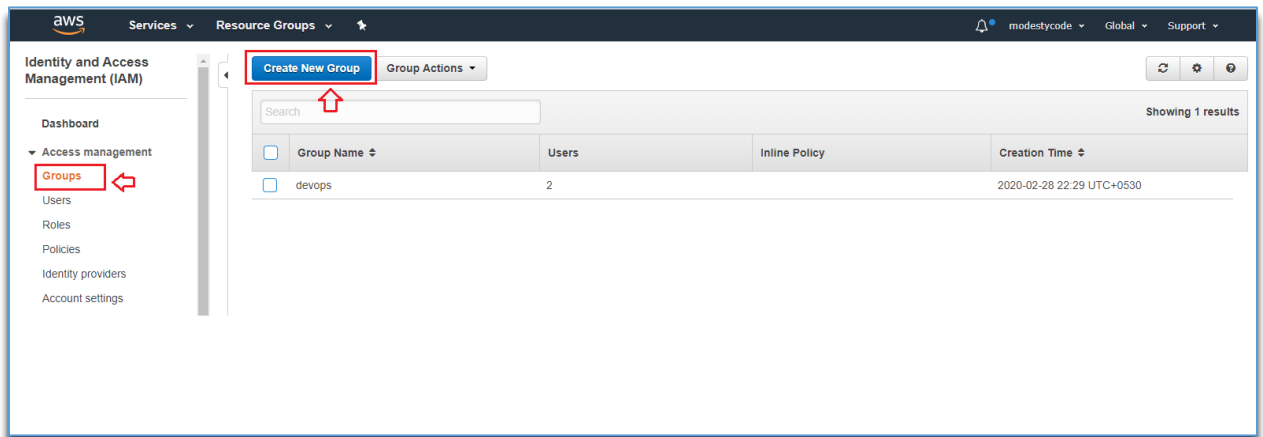 aws Services Resource Groups modestycode Global Support
Identity and Access
Management (IAM)
Dashboard
Access management
Groups
Users
Roles
Policies
Identity providers
Account settings
Create New Group Group Actions
Search Showing 1 results
Group Name Users Inline Policy Creation Time
devops 2 2020-02-28 22:29 UTC+0530